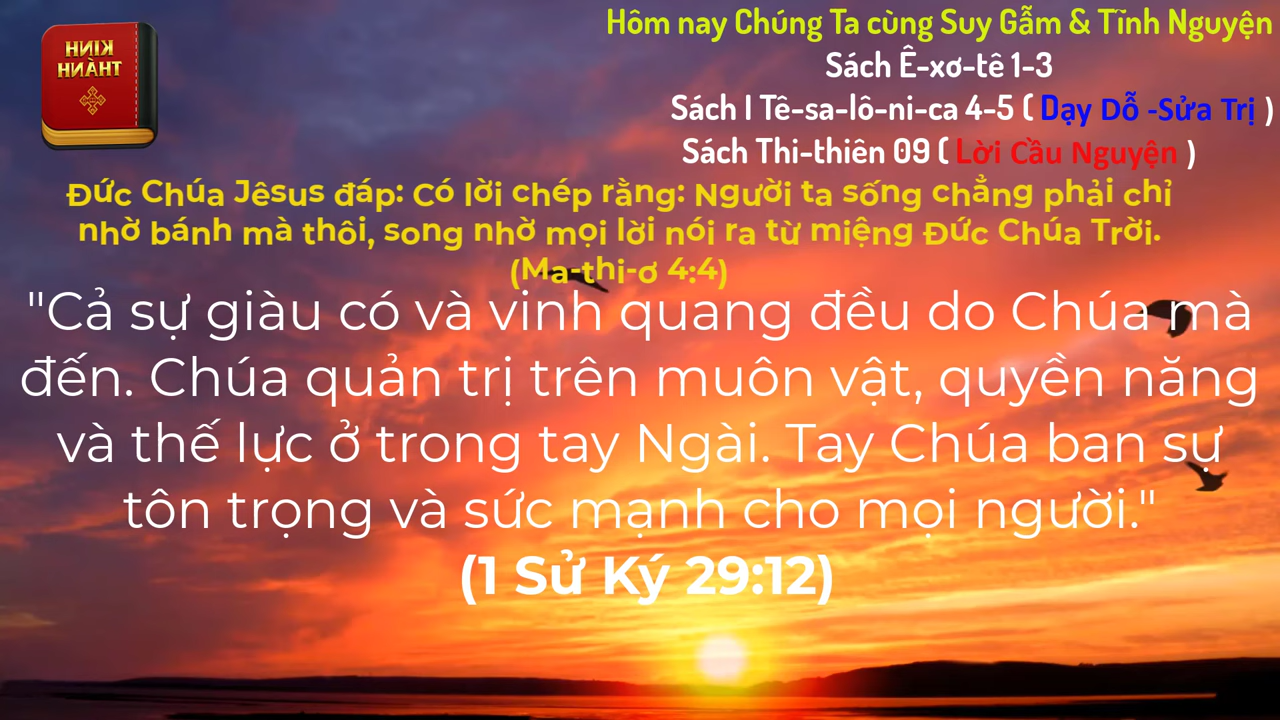 KINH
THÀNH
Hôm nay Chúng Ta cùng Suy Gẫm & Tĩnh Nguyện
Sách Ê-xơ-tê 1-3
Sách I Tê-sa-lô-ni-ca 4-5 ( Dạy Dỗ -Sửa Trị )
Sách Thi-thiên 09 ( Lời Cầu Nguyện )
Đức Chúa Jêsus đáp: Có lời chép rằng: Người ta sống chẳng phải chỉ
nhờ bánh mà thôi, song nhờ mọi lời nói ra từ miệng Đức Chúa Trời.
(Ma-thi-ơ 4:4)
"Cả sự giàu có và vinh quang đều do Chúa mà
đến. Chúa quản trị trên muôn vật, quyền năng
và thế lực ở trong tay Ngài. Tay Chúa ban sự
tôn trọng và sức mạnh cho mọi người."
(1 Sử Ký 29:12)